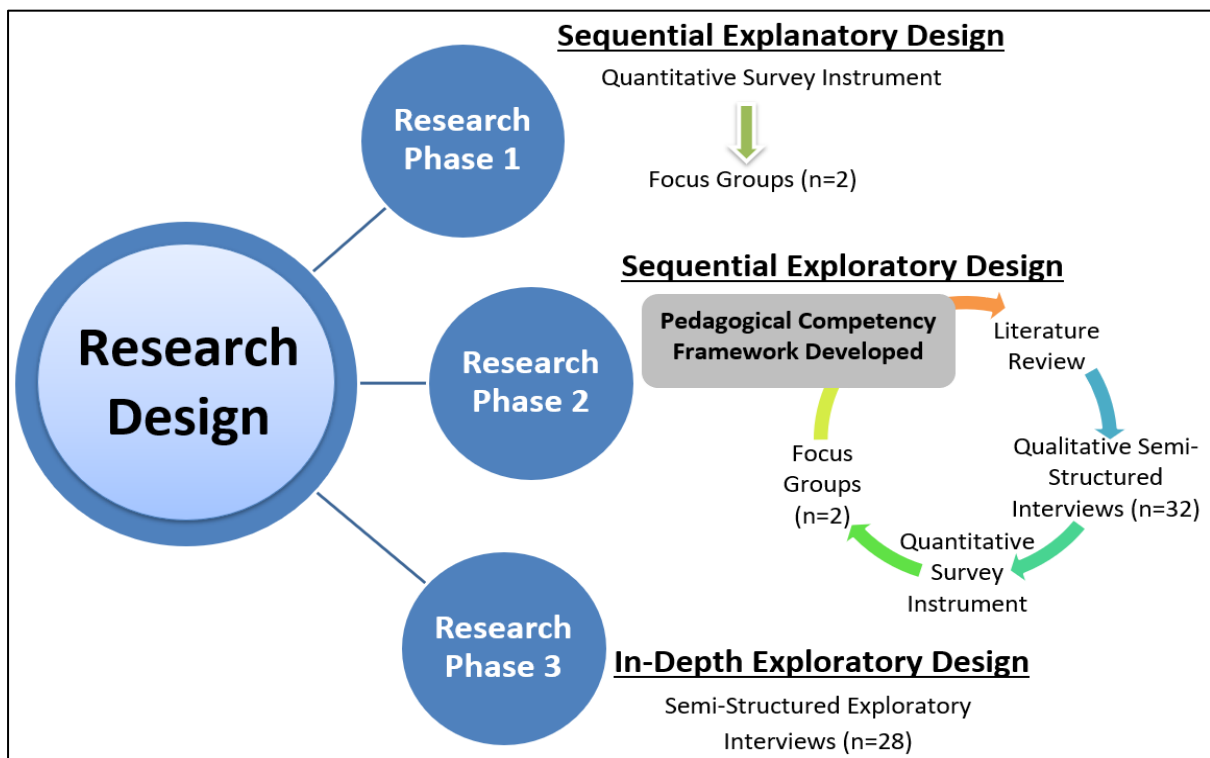 Research
Design
Research
Phase 1
Sequential Explanatory Design
Quantitative Survey Instrument
Focus Groups (n=2)
Research
Phase 2
Sequential Exploratory Design
Pedagogical Competency
Framework Developed
Literature
Review
Qualitative Semi-
Structured
Interviews (n=32)
Quantitative
Survey
Instrument
Focus
Groups
(n=2)
Research
Phase 3
In-Depth Exploratory Design
Semi-Structured Exploratory
Interviews (n=28)